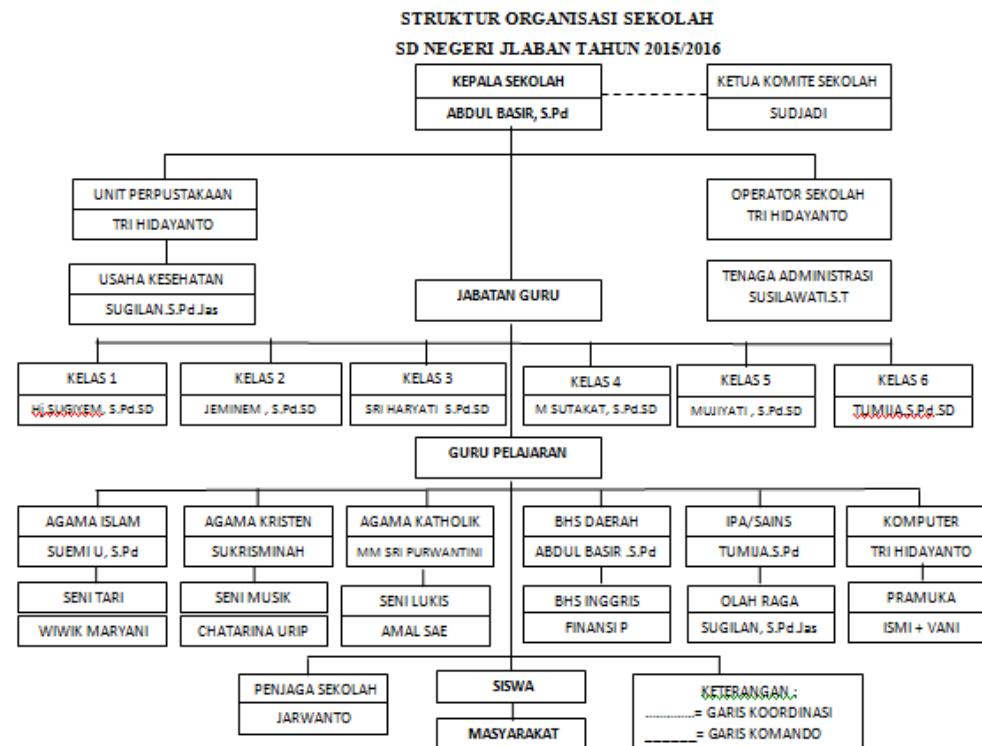 STRUKTUR ORGANISASI SEKOLAH
SD NEGERI JLABAN TAHUN 2015/2016
KEPALA SEKOLAH
ABDUL BASIR, S.Pd
KETUA KOMITE SEKOLAH
SUDJADI
UNIT PERPUSTAKAAN
TRI HIDAYANTO
OPERATOR SEKOLAH
TRI HIDAYANTO
USAHA KESEHATAN
SUGILAN.S.Pd.Jas
JABATAN GURU
TENAGA ADMINISTRASI
SUSILAWATI.S.T
KELAS 1
Hj.SUGIYEM, S.Pd.SD
KELAS 2
JEMINEM , S.Pd.SD
KELAS 3
SRI HARYATI S.Pd.SD
KELAS 4
M SUTAKAT, S.Pd.SD
KELAS 5
MUJIYATI , S.Pd.SD
KELAS 6
TUMIJA.S.Pd.SD
GURU PELAJARAN
AGAMA ISLAM
SUEMI U, S.Pd
AGAMA KRISTEN
SUKRISMINAH
AGAMA KATHOLIK
MM SRI PURWANTINI
BHS DAERAH
ABDUL BASIR .S.Pd
IPA/SAINS
TUMIJA.S.Pd
KOMPUTER
TRI HIDAYANTO
SENI TARI
WIWIK MARYANI
SENI MUSIK
CHATARINA URIP
SENI LUKIS
AMAL SAE
BHS INGGRIS
FINANSI P
OLAH RAGA
SUGILAN, S.Pd.Jas
PRAMUKA
ISMI + VANI
PENJAGA SEKOLAH
JARWANTO
SISWA
MASYARAKAT
KETERANGAN :
............= GARIS KOORDINASI
______= GARIS KOMANDO